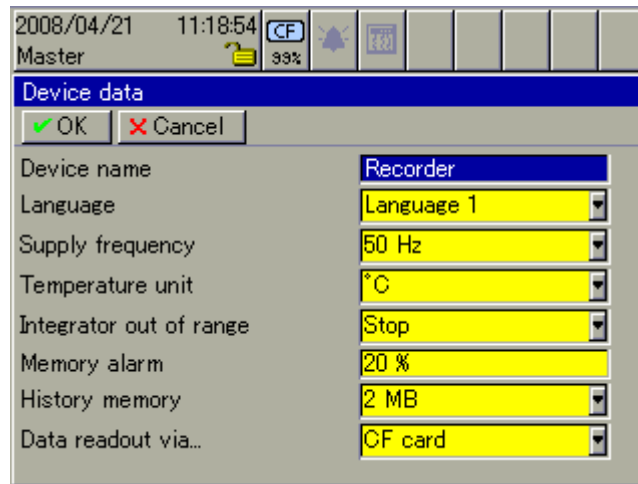 2008/04/21 11:18:54 CF
Master 99%
Device data
OK Cancel
Device name Recorder
Language Language 1
Supply frequency 50 Hz
Temperature unit °C
Integrator out of range Stop
Memory alarm 20 %
History memory 2 MB
Data readout via… CF card